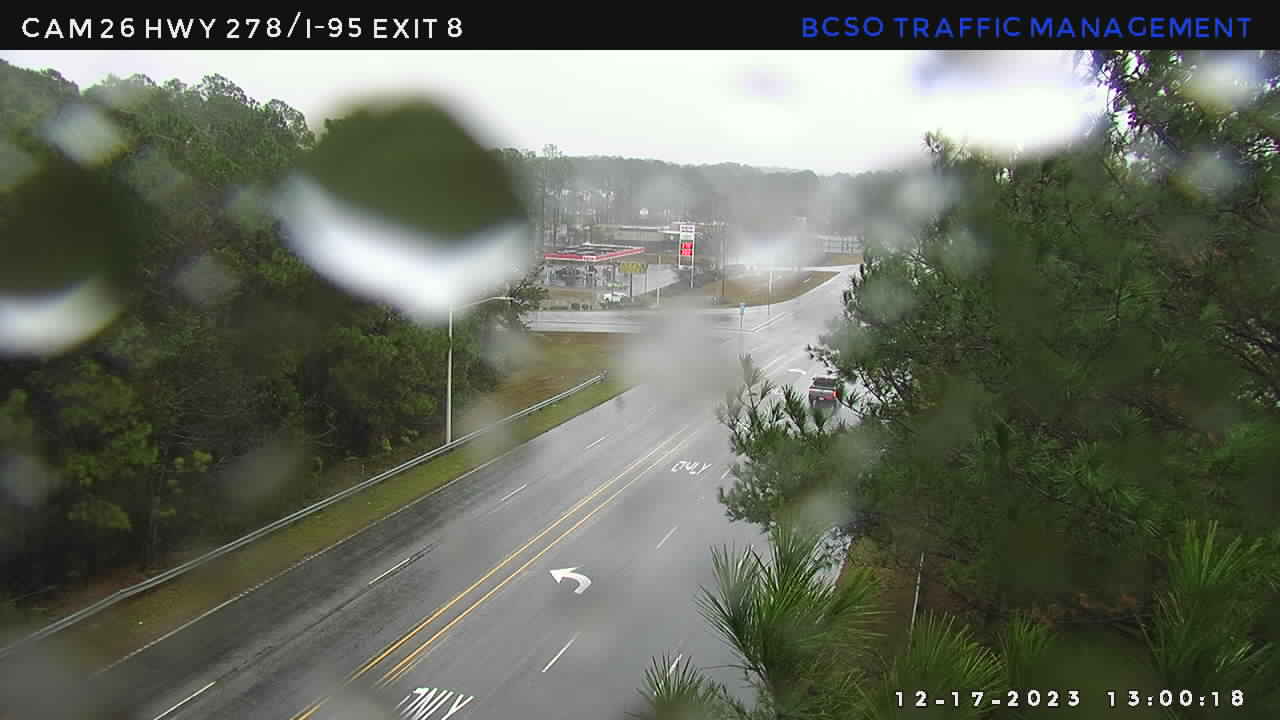 CAM 26 HWY 278/I-95 EXIT 8
BCSO TRAFFIC MANAGEMENT
ONLY
ONLY
12-17-2023 13:00:18